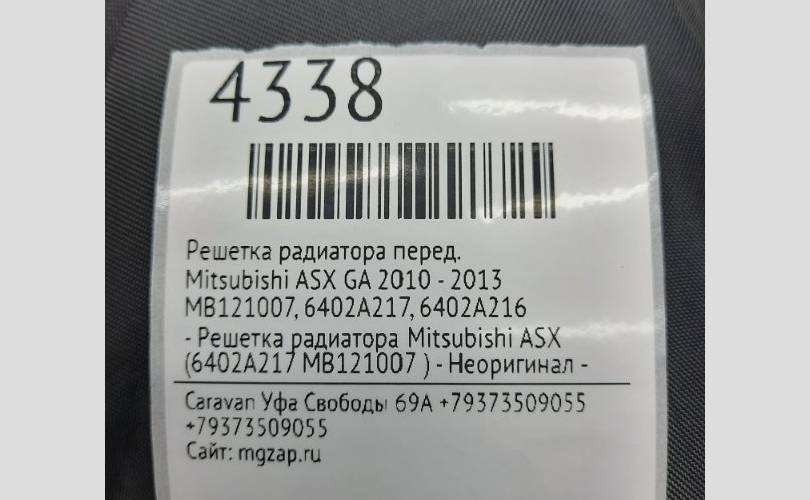 4338
Решетка радиатора перед.
Mitsubishi ASX GA 2010 - 2013
MB121007, 6402A217, 6402A216
- Решетка радиатора Mitsubishi ASX
(6402A217 MB121007 ) - Неоригинал -
Caravan Уфа Свободы 69А +79373509055
+79373509055
Сайт: mgzap.ru